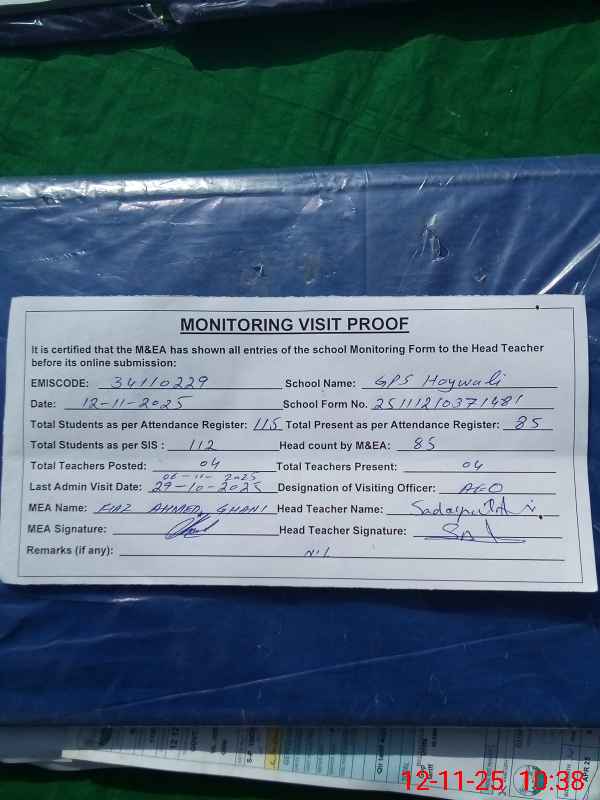 MONITORING VISIT PROOF
It is certified that the M&EA has shown all entries of the school Monitoring Form to the Head Teacher
before its online submission:
EMISCODE: 34110229 School Name: GPS Hoywali
Date: 12-11-2025 School Form No. 25111210371481
Total Students as per Attendance Register: 115 Total Present as per Attendance Register: 85
Total Students as per SIS : 112 Head count by M&EA: 85
Total Teachers Posted: 04 Total Teachers Present: 04
06-11-2025
Last Admin Visit Date: 29-10-2025 Designation of Visiting Officer: AEO
MEA Name: FIAZ AHMED GHANI Head Teacher Name:
MEA Signature: Head Teacher Signature:
Remarks (if any): Nil
12-11-25 10:38